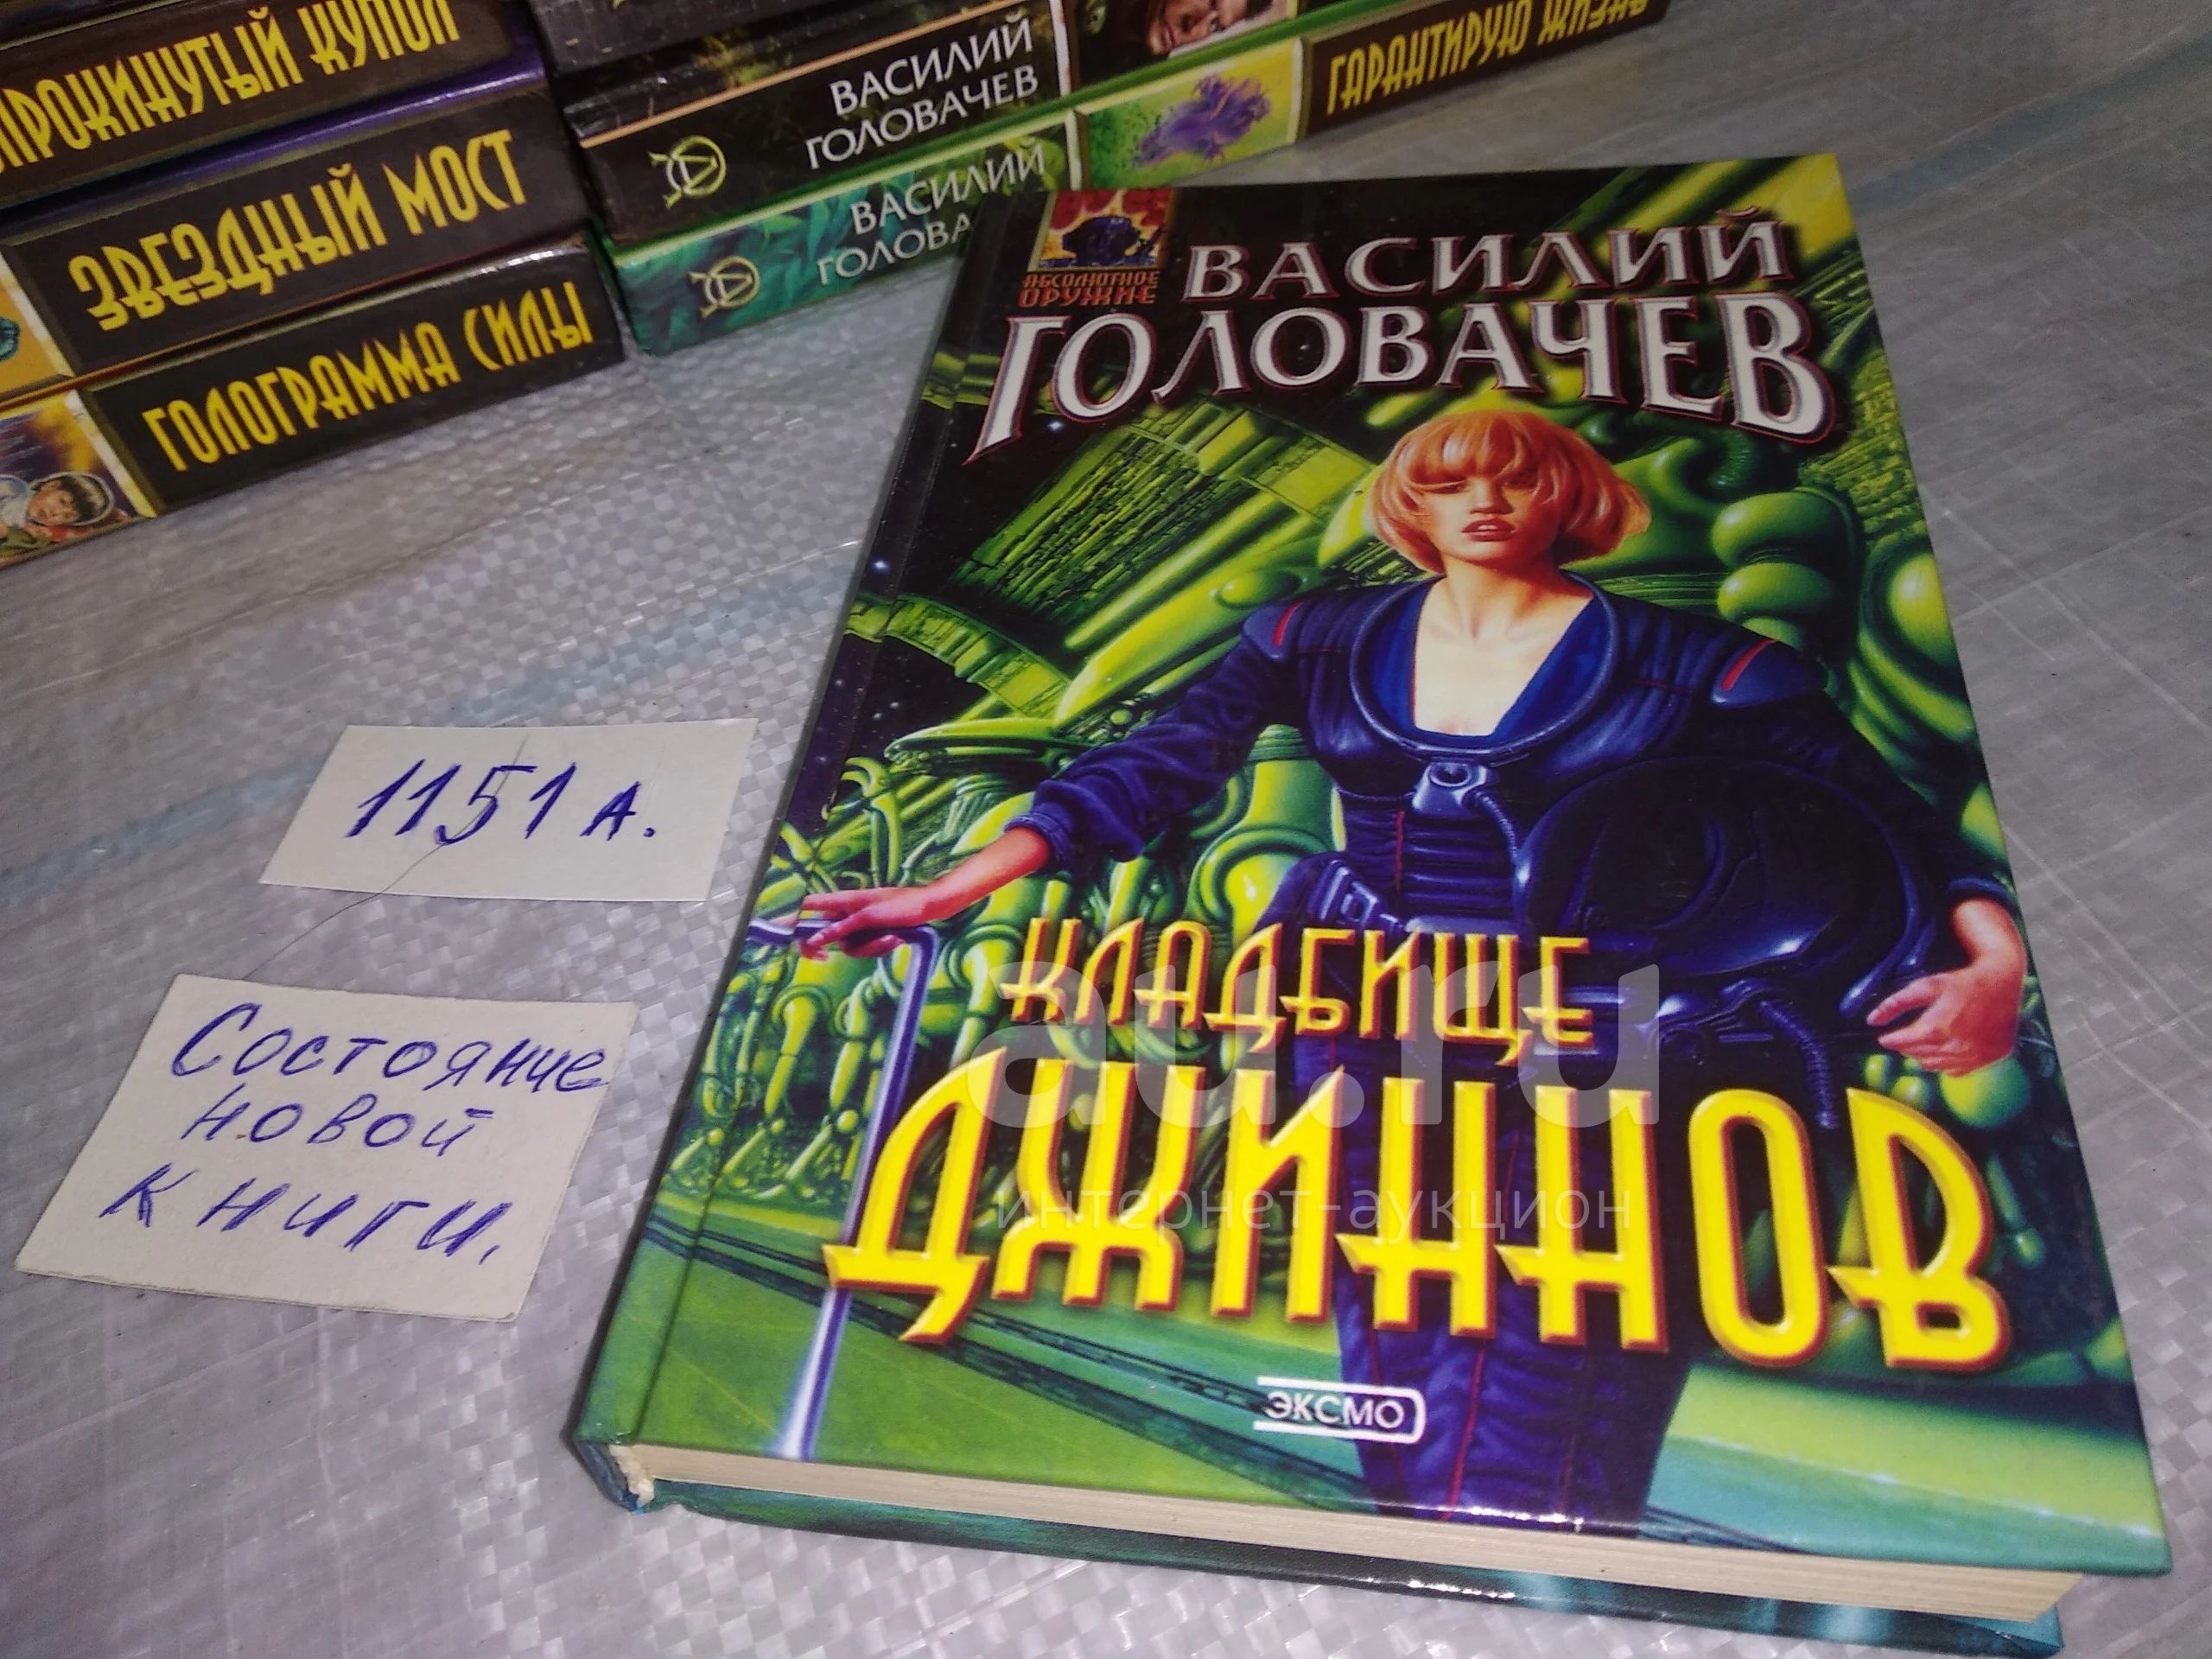 КУПОЛ
ЗВЕЗДНЫЙ МОСТ
ГОЛОГРАММА СИЛЫ
ВАСИЛИЙ
ГОЛОВАЧЕВ
ВАСИЛИЙ
ГОЛОВА
ГАРАНТИРУЮ ЖИЗНЬ
АБСОЛЮТНОЕ
ОРУЖИЕ
ВАСИЛИЙ
ГОЛОВАЧЕВ
КЛАДБИЩЕ
ДЖИННОВ
ЭКСМО
1151 А.
Состояние
новой
книги.
au.ru
интернет-аукцион